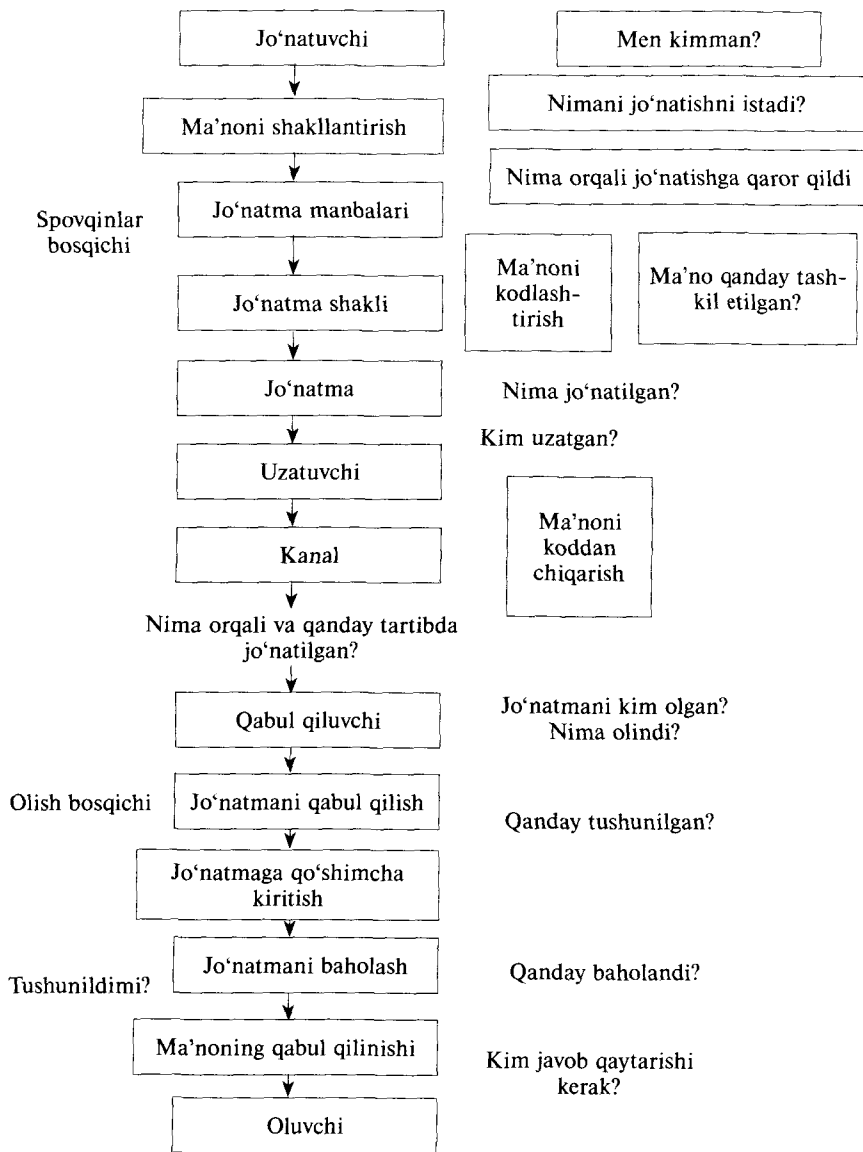 Jo‘natuvchi
Men kimman?
Ma’noni shakllantirish
Nimani jo‘natishni istadi?
Jo‘natma manbalari
Nima orqali jo‘natishga qaror qildi
Spovqinlar
bosqichi
Jo‘natma shakli
Ma’noni
kodlash-
tirish
Ma’no qanday tash-
kil etilgan?
Jo‘natma
Nima jo‘natilgan?
Uzatuvchi
Kim uzatgan?
Kanal
Ma’noni
koddan
chiqarish
Nima orqali va qanday tartibda
jo‘natilgan?
Qabul qiluvchi
Jo‘natmani kim olgan?
Nima olindi?
Olish bosqichi
Jo‘natmani qabul qilish
Qanday tushunilgan?
Jo‘natmaga qo‘shimcha
kiritish
Tushunildimi?
Jo‘natmani baholash
Qanday baholandi?
Ma’noning qabul qilinishi
Kim javob qaytarishi
kerak?
Oluvchi